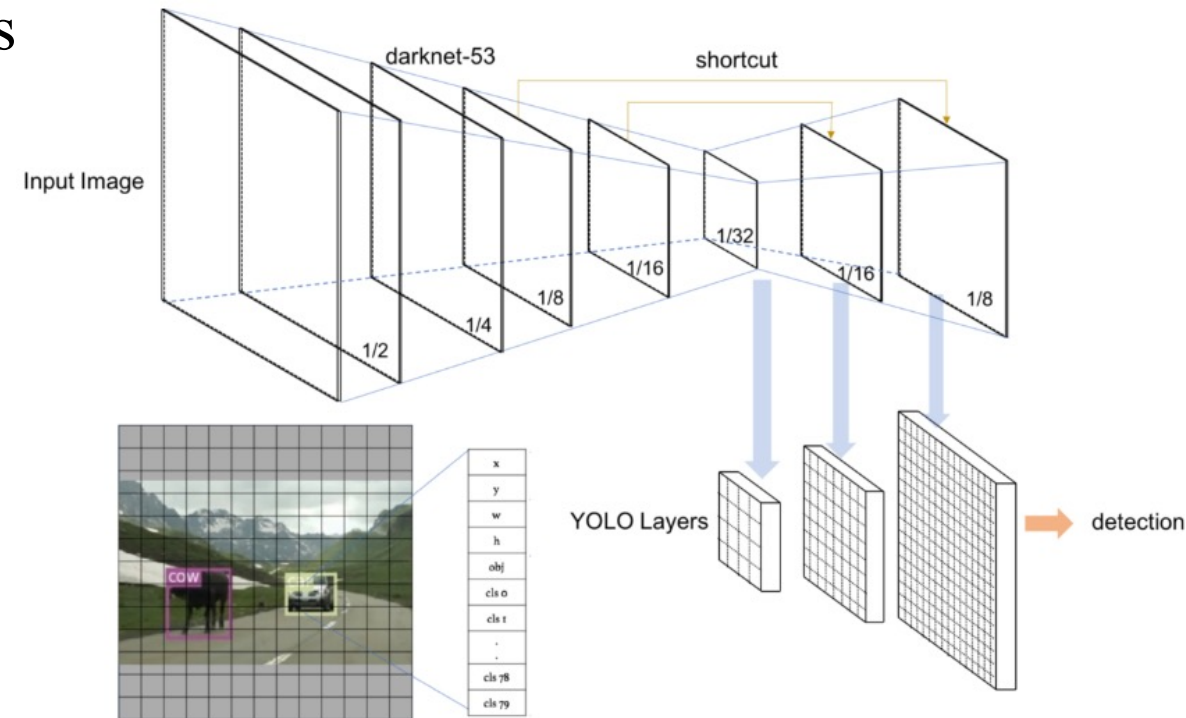 s
darknet-53
shortcut
Input Image
1/2
1/4
1/8
1/16
1/32
1/16
1/8
x
y
w
h
obj
cls 0
cls 1
.
.
cls 78
cls 79
cow
YOLO Layers
detection